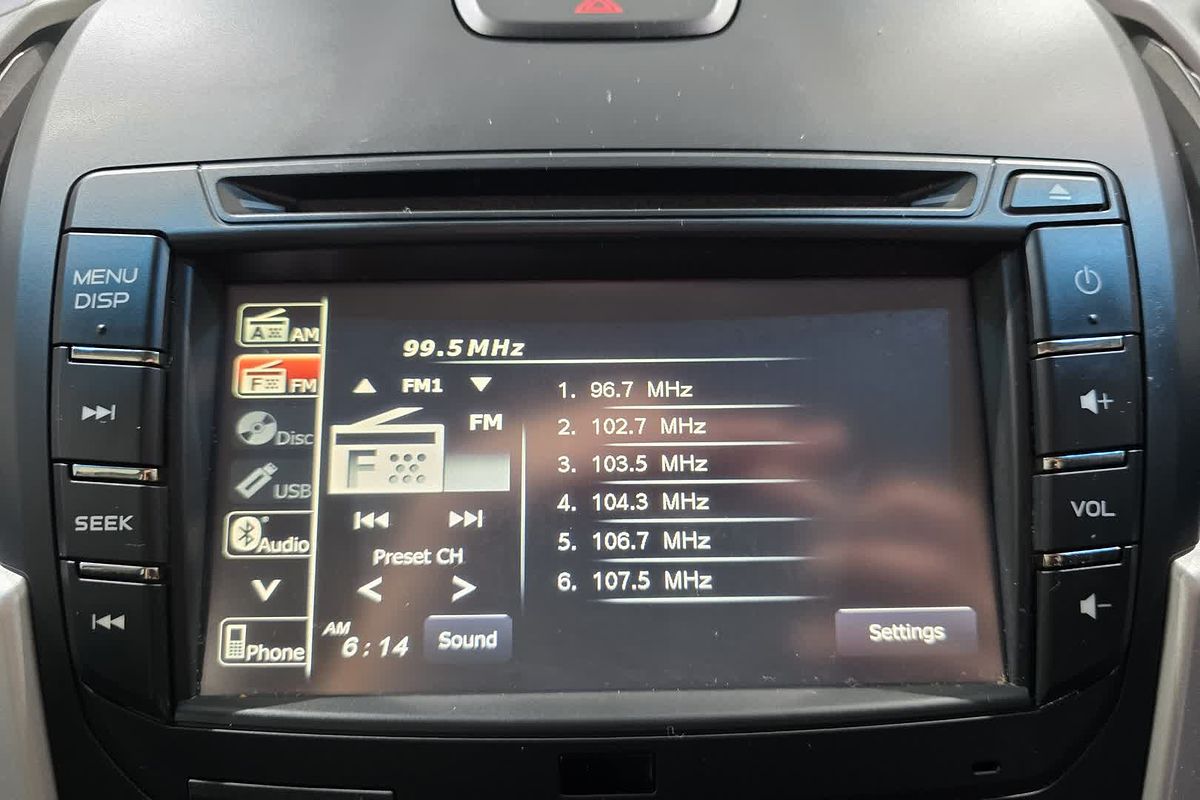 MENU
DISP
SEEK
A AM
F FM
Disc
USB
Audio
Phone
99.5 MHz
FM1
FM
F
Preset CH
< >
AM
6:14
Sound
1. 96.7 MHz
2. 102.7 MHz
3. 103.5 MHz
4. 104.3 MHz
5. 106.7 MHz
6. 107.5 MHz
Settings
+
VOL
-